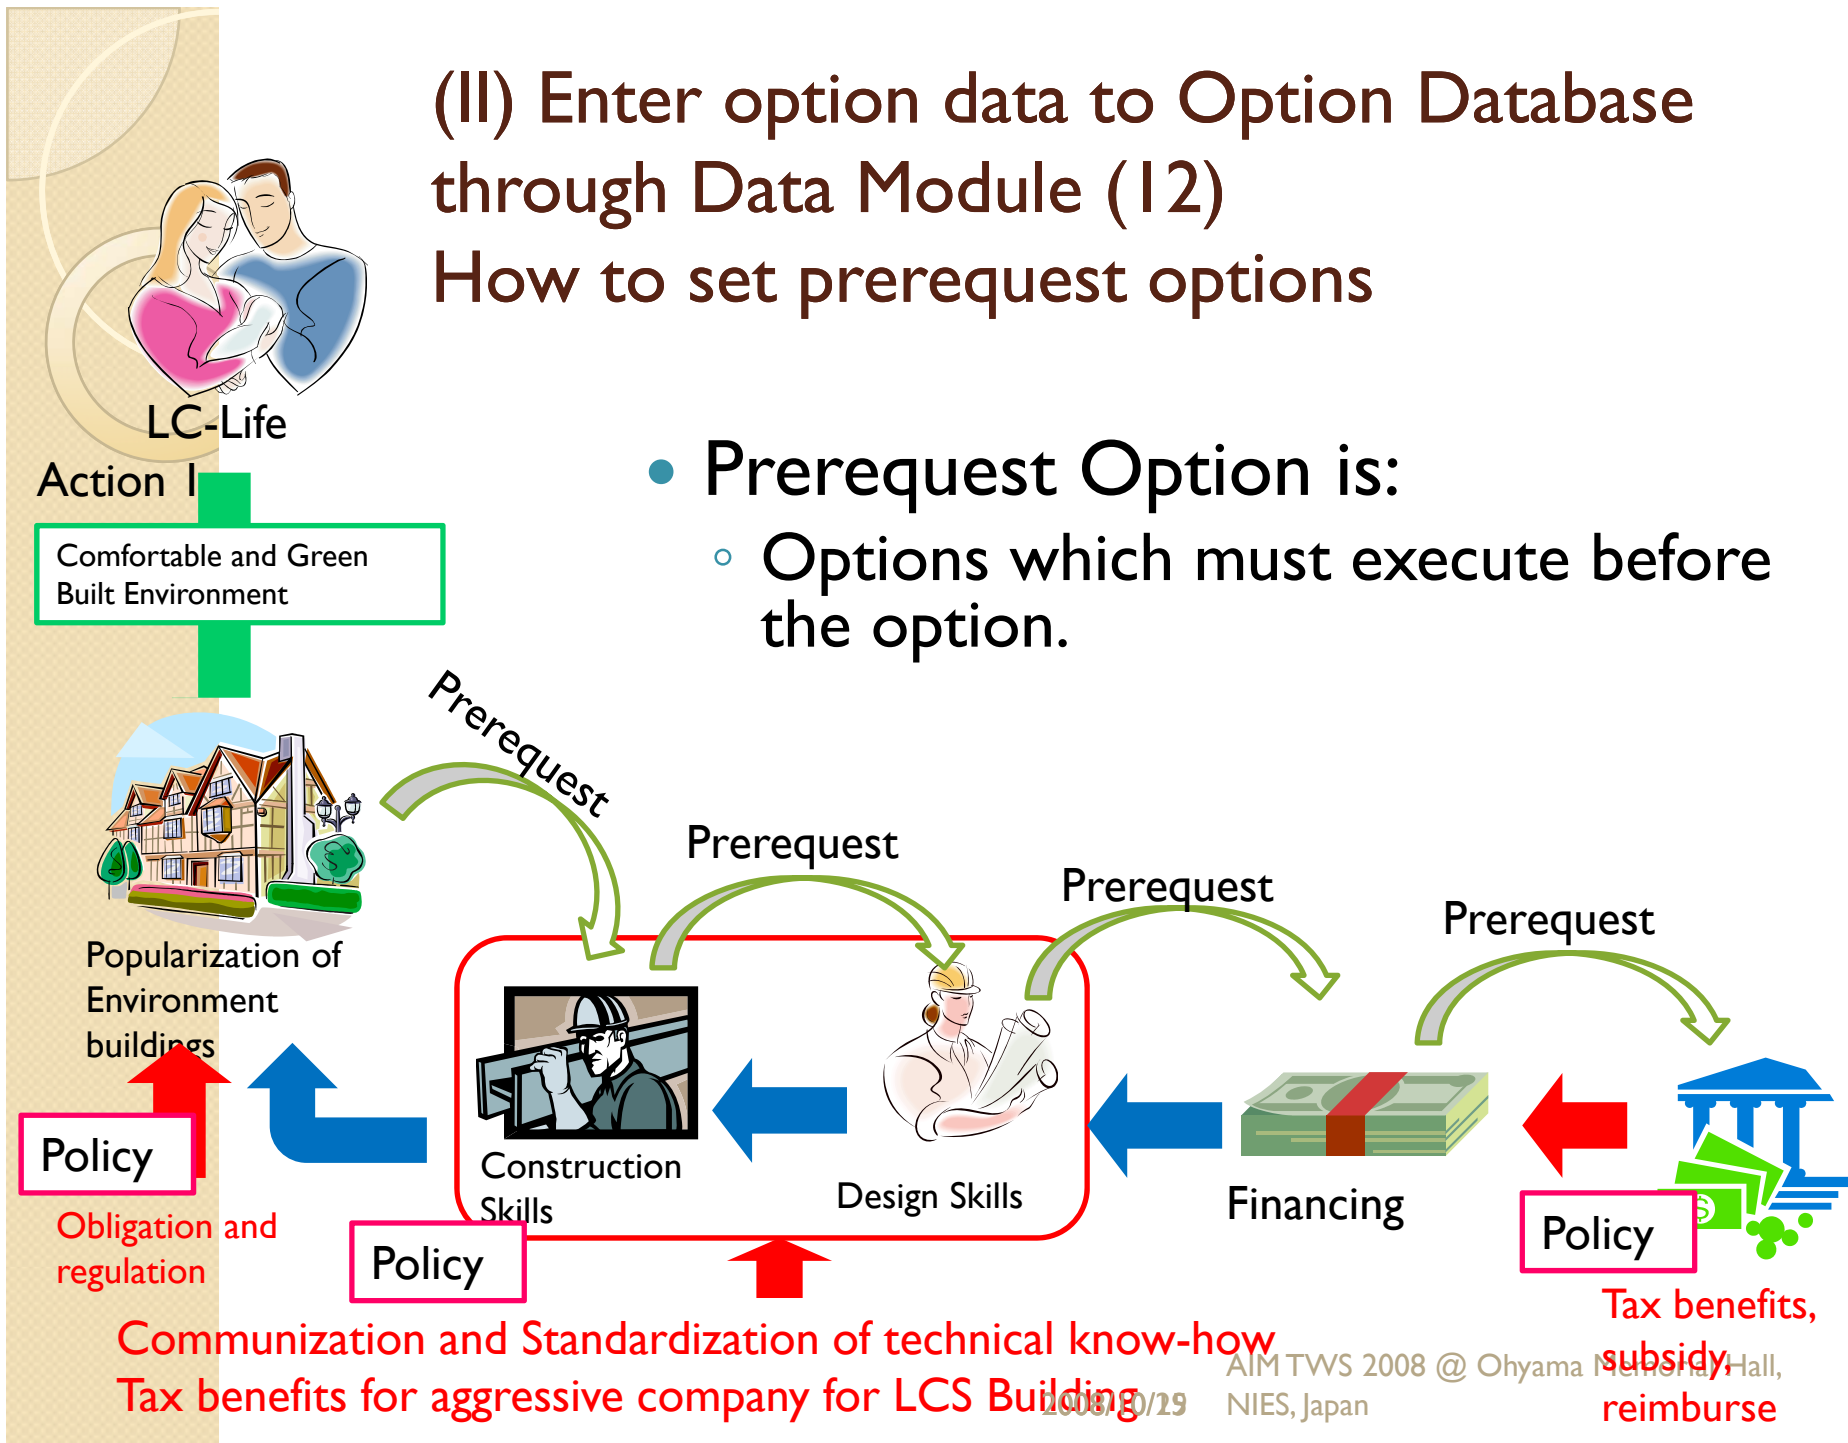 (II) Enter option data to Option Database
through Data Module (12)
How to set prerequest options
LC-Life
Action 1
Comfortable and Green
Built Environment
• Prerequest Option is:
◦ Options which must execute before
the option.
Prerequest
Prerequest
Prerequest
Prerequest
Popularization of
Environment
buildings
Construction
Skills
Design Skills
Financing
Policy
Obligation and
regulation
Policy
Policy
Communization and Standardization of technical know-how
Tax benefits for aggressive company for LCS Building
Tax benefits,
subsidy,
reimburse
AIM TWS 2008 @ Ohyama Memorial Hall,
NIES, Japan
2008/10/